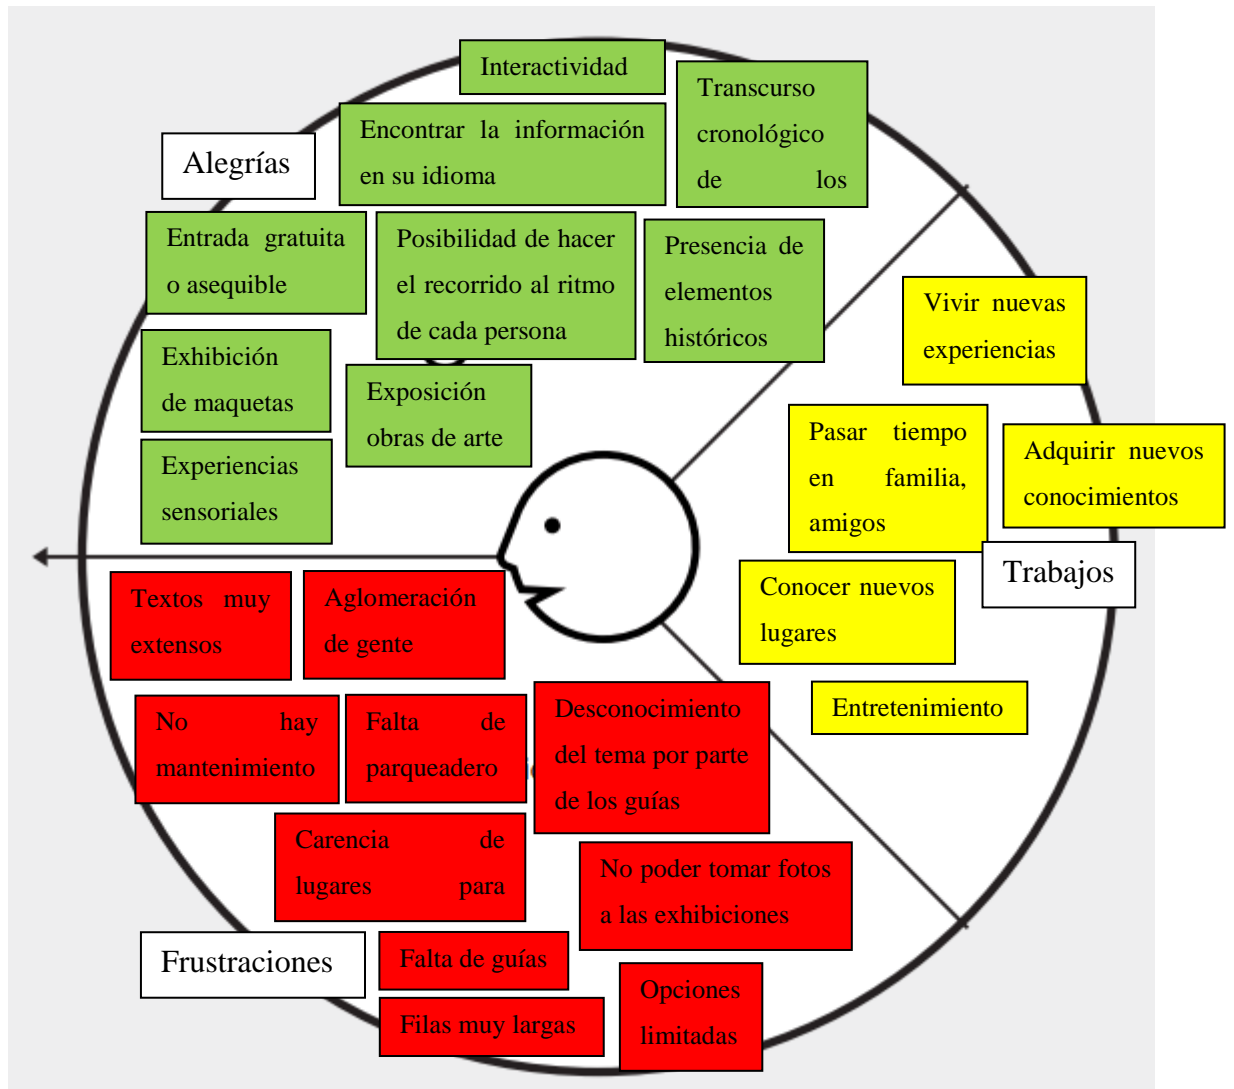 Interactividad
Transcurso
cronológico
de los
Encontrar la información
en su idioma
Alegrías
Entrada gratuita
o asequible
Posibilidad de hacer
el recorrido al ritmo
de cada persona
Presencia de
elementos
históricos
Exhibición
de maquetas
Exposición
obras de arte
Experiencias
sensoriales
Vivir nuevas
experiencias
Pasar tiempo
en familia,
amigos
Adquirir nuevos
conocimientos
Trabajos
Conocer nuevos
lugares
Entretenimiento
Textos muy
extensos
Aglomeración
de gente
No hay
mantenimiento
Falta de
parqueadero
Desconocimiento
del tema por parte
de los guías
Carencia de
lugares para
No poder tomar fotos
a las exhibiciones
Frustraciones
Falta de guías
Filas muy largas
Opciones
limitadas